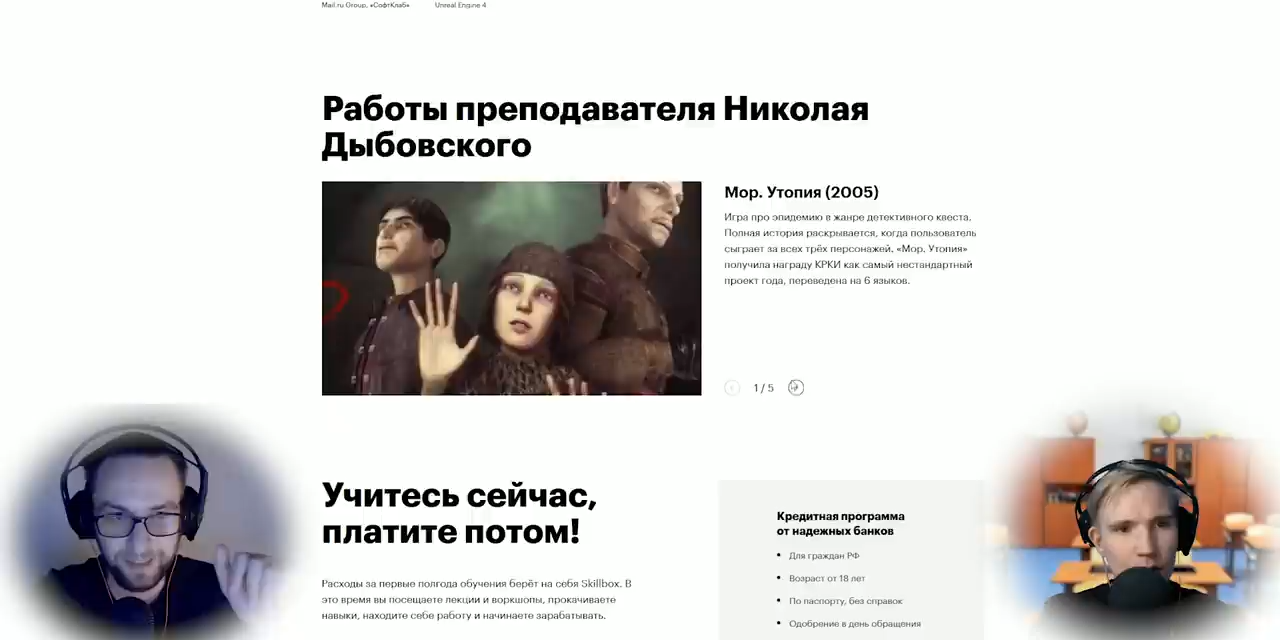 Mail.ru Group, «СофтКлаб»
Unreal Engine 4
Работы преподавателя Николая
Дыбовского
Мор. Утопия (2005)
Игра про эпидемию в жанре детективного квеста.
Полная история раскрывается, когда пользователь
сыграет за всех трёх персонажей. «Мор. Утопия»
получила награду КРКИ как самый нестандартный
проект года, переведена на 6 языков.
1 / 5
Учитесь сейчас,
платите потом!
Расходы за первые полгода обучения берёт на себя Skillbox. В
это время вы посещаете лекции и воркшопы, прокачиваете
навыки, находите себе работу и начинаете зарабатывать.
Кредитная программа
от надежных банков
• Для граждан РФ
• Возраст от 18 лет
• По паспорту, без справок
• Одобрение в день обращения